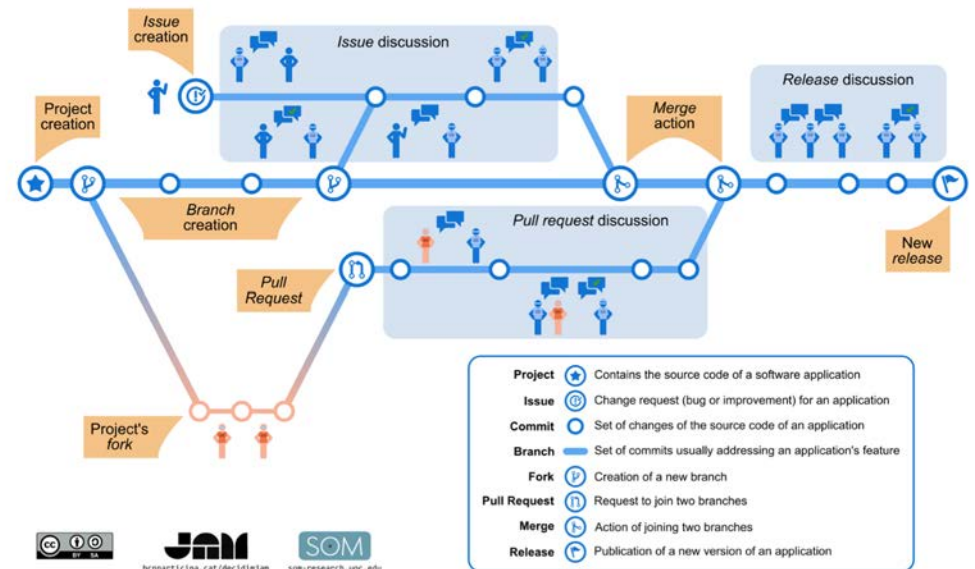 Issue
creation
Issue discussion
Project
creation
Merge
action
Release discussion
Branch
creation
Pull request discussion
New
release
Pull
Request
Project's
fork
Project Contains the source code of a software application
Issue Change request (bug or improvement) for an application
Commit Set of changes of the source code of an application
Branch Set of commits usually addressing an application's feature
Fork Creation of a new branch
Pull Request Request to join two branches
Merge Action of joining two branches
Release Publication of a new version of an application
cc
BY SA
JAM
SOM